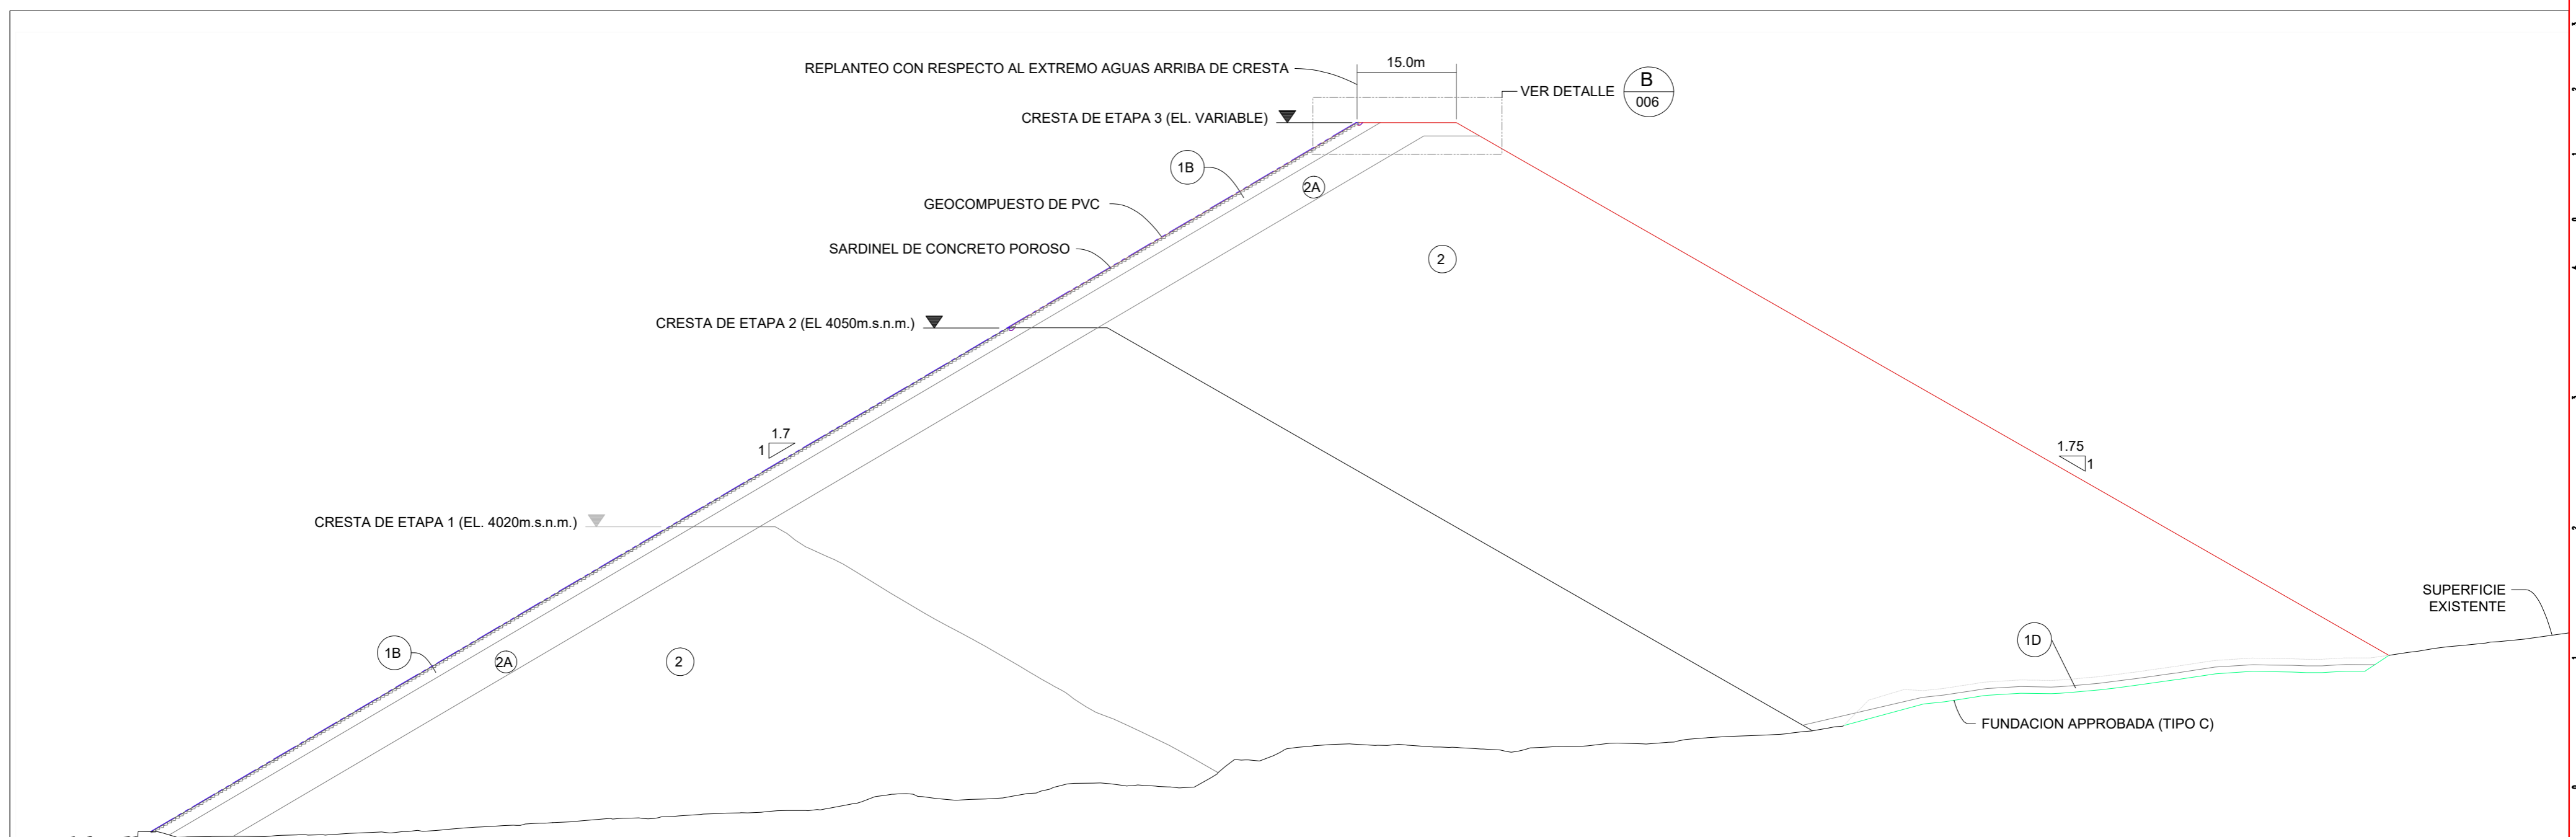 REPLANTEO CON RESPECTO AL EXTREMO AGUAS ARRIBA DE CRESTA
15.0m
VER DETALLE
B
006
CRESTA DE ETAPA 3 (EL. VARIABLE)
1B
2A
GEOCOMPUESTO DE PVC
SARDINEL DE CONCRETO POROSO
2
CRESTA DE ETAPA 2 (EL 4050m.s.n.m.)
1.7
1
1.75
1
CRESTA DE ETAPA 1 (EL. 4020m.s.n.m.)
SUPERFICIE
EXISTENTE
1B
2A
2
1D
FUNDACION APPROBADA (TIPO C)